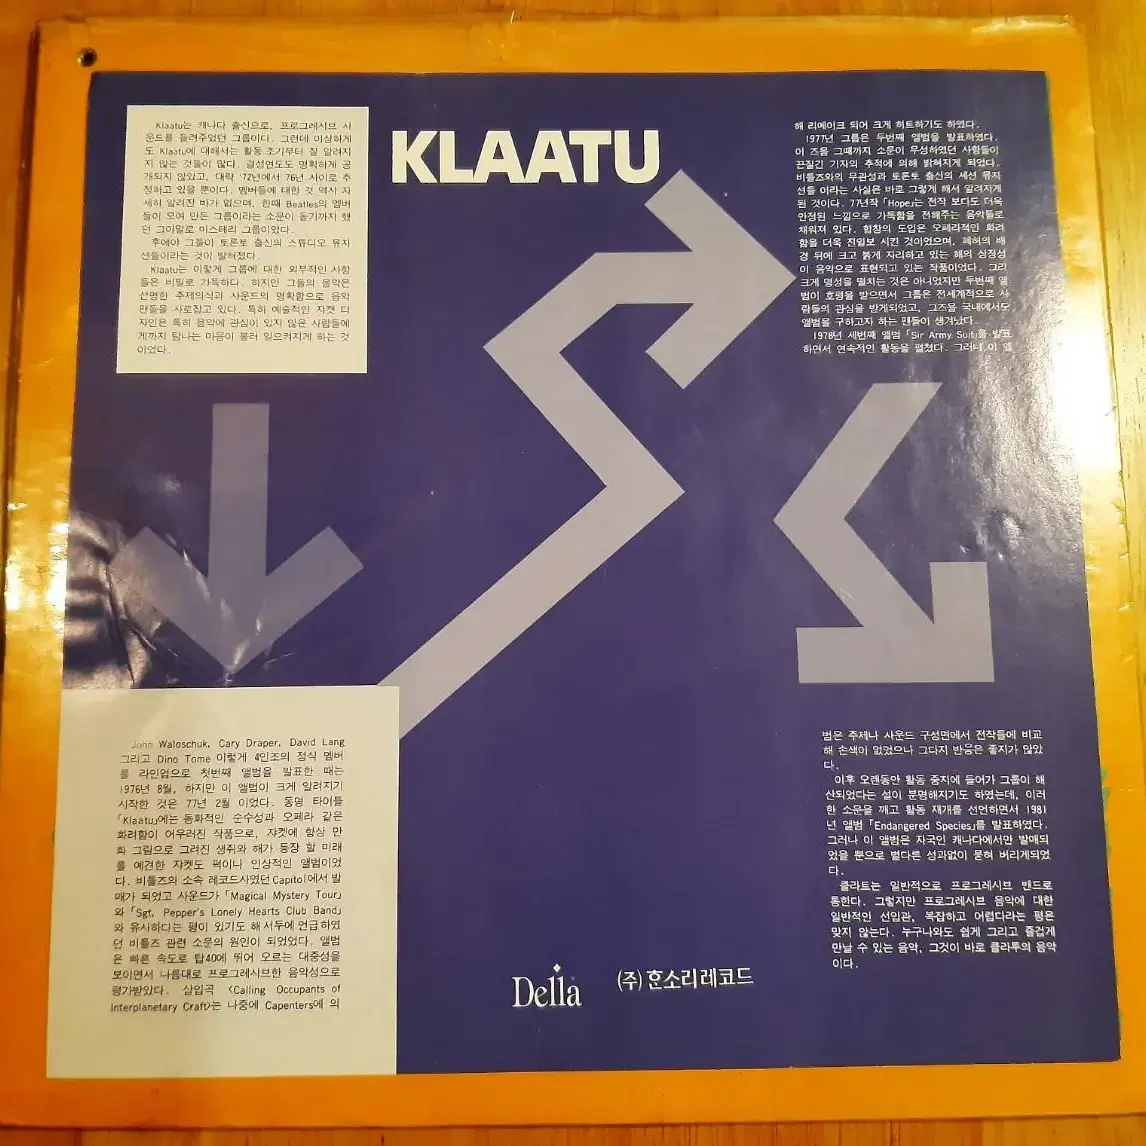 KLAATU
Klaatu는 캐나다 출신으로, 프로그레시브 사
운드를 들려주었던 그룹이다. 그런데 이상하게
도 Klaatu에 대해서는 활동 초기부터 잘 알려지
지 않는 것들이 많다. 결성연도도 명확하게 공
개되지 않았고, 대략 '72년에서 76년 사이로 추
정하고 있을 뿐이다. 멤버들에 대한 것 역시 자
세히 알려진 바가 없으며, 한때 Beatles의 멤버
들이 모여 만든 그룹이라는 소문이 돌기까지 했
던 그야말로 미스테리 그룹이었다.
후에야 그들이 토론토 출신의 스튜디오 뮤지
션들이라는 것이 밝혀졌다.
Klaatu는 이렇게 그룹에 대한 외부적인 사항
들은 비밀로 가득하다. 하지만 그들의 음악은
선명한 주제의식과 사운드의 명확함으로 음악
팬들을 사로잡고 있다. 특히 예술적인 쟈켓 디
자인은 특히 음악에 관심이 있지 않은 사람들에
게까지 탐나는 마음이 불러 일으켜지게 하는 것
이었다.
John Waloschuk, Cary Draper, David Lang
그리고 Dino Tome 이렇게 4인조의 정식 멤버
를 라인업으로 첫번째 앨범을 발표한 때는
1976년 8월, 하지만 이 앨범이 크게 알려지기
시작한 것은 77년 2월 이었다. 동명 타이틀
「Klaatu」에는 동화적인 순수성과 오페라 같은
화려함이 어우러진 작품으로, 쟈켓에 항상 만
화 그림으로 그려진 생쥐와 해가 등장 할 미래
를 예견한 쟈켓도 퍽이나 인상적인 앨범이었
다. 비틀즈의 소속 레코드사였던 Capitol에서 발
매가 되었고 사운드가 「Magical Mystery Tour」
와 「Sgt. Pepper's Lonely Hearts Club Band」
와 유사하다는 평이 있기도 해 서두에 언급하였
던 비틀즈 관련 소문의 원인이 되었었다. 앨범
은 빠른 속도로 탑40에 뛰어 오르는 대중성을
보이면서 나름대로 프로그레시브한 음악성으로
평가받았다. 삽입곡 <Calling Occupants of
Interplanetary Craft>는 나중에 Capenters에 의
해 리메이크 되어 크게 히트하기도 하였다.
1977년 그룹은 두번째 앨범을 발표하였다.
이 즈음 그때까지 소문이 무성하였던 사항들이
끈질긴 기자의 추적에 의해 밝혀지게 되었다.
비틀즈와의 무관성과 토론토 출신의 세션 뮤지
션들 이라는 사실은 바로 그렇게 해서 알려지게
된 것이다. 77년작 「Hope」는 전작 보다도 더욱
안정된 느낌으로 가득함을 전해주는 음악들로
채워져 있다. 합창의 도입은 오페라적인 화려
함을 더욱 진일보 시킨 것이었으며, 폐허의 배
경 뒤에 크고 붉게 자리하고 있는 해의 상징성
이 음악으로 표현되고 있는 작품이었다. 그리
크게 명성을 떨치는 것은 아니었지만 두번째 앨
범이 호평을 받으면서 그룹은 전세계적으로 사
람들의 관심을 받게되었고, 그즈음 국내에서도
앨범을 구하고자 하는 팬들이 생겨났다.
1978년 세번째 앨범 「Sir Army Suit」를 발표
하면서 연속적인 활동을 펼쳤다. 그러나 이 앨
범은 주제나 사운드 구성면에서 전작들에 비교
해 손색이 없었으나 그다지 반응은 좋지가 않았
다.
이후 오랜동안 활동 중지에 들어가 그룹이 해
산되었다는 설이 분명해지기도 하였는데, 이러
한 소문을 깨고 활동 재개를 선언하면서 1981
년 앨범 「Endangered Species」를 발표하였다.
그러나 이 앨범은 자국인 캐나다에서만 발매되
었을 뿐으로 별다른 성과없이 묻혀 버리게되었
다.
클라트는 일반적으로 프로그레시브 밴드로
통한다. 그렇지만 프로그레시브 음악에 대한
일반적인 선입관, 복잡하고 어렵다라는 평은
맞지 않는다. 누구나와도 쉽게 그리고 즐겁게
만날 수 있는 음악, 그것이 바로 클라투의 음악
이다.
Della (주)훈소리레코드